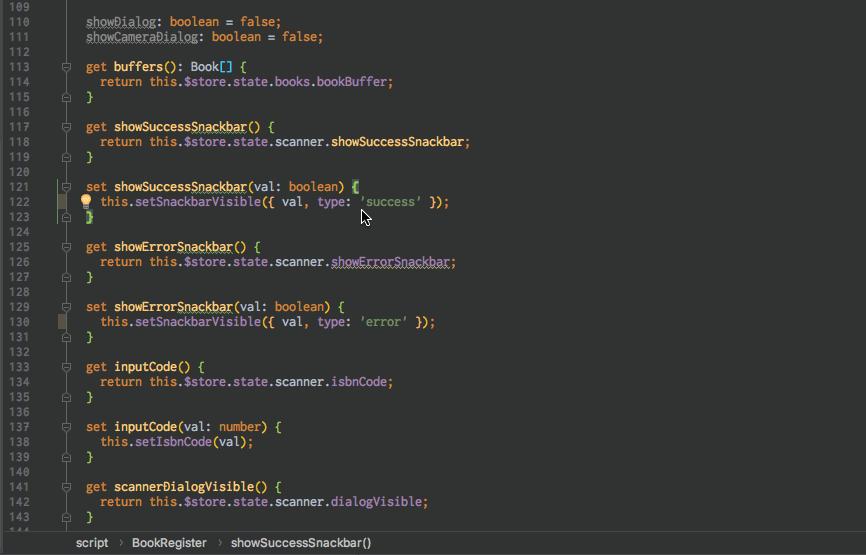 109
110 showDialog: boolean = false;
111 showCameraDialog: boolean = false;
112
113 get buffers(): Book[] {
114 return this.$store.state.books.bookBuffer;
115 }
116
117 get showSuccessSnackbar() {
118 return this.$store.state.scanner.showSuccessSnackbar;
119 }
120
121 set showSuccessSnackbar(val: boolean) {
122 this.setSnackbarVisible({ val, type: 'success' });
123 }
124
125 get showErrorSnackbar() {
126 return this.$store.state.scanner.showErrorSnackbar;
127 }
128
129 set showErrorSnackbar(val: boolean) {
130 this.setSnackbarVisible({ val, type: 'error' });
131 }
132
133 get inputCode() {
134 return this.$store.state.scanner.isbnCode;
135 }
136
137 set inputCode(val: number) {
138 this.setIsbnCode(val);
139 }
140
141 get scannerDialogVisible() {
142 return this.$store.state.scanner.dialogVisible;
143 }
script › BookRegister › showSuccessSnackbar()